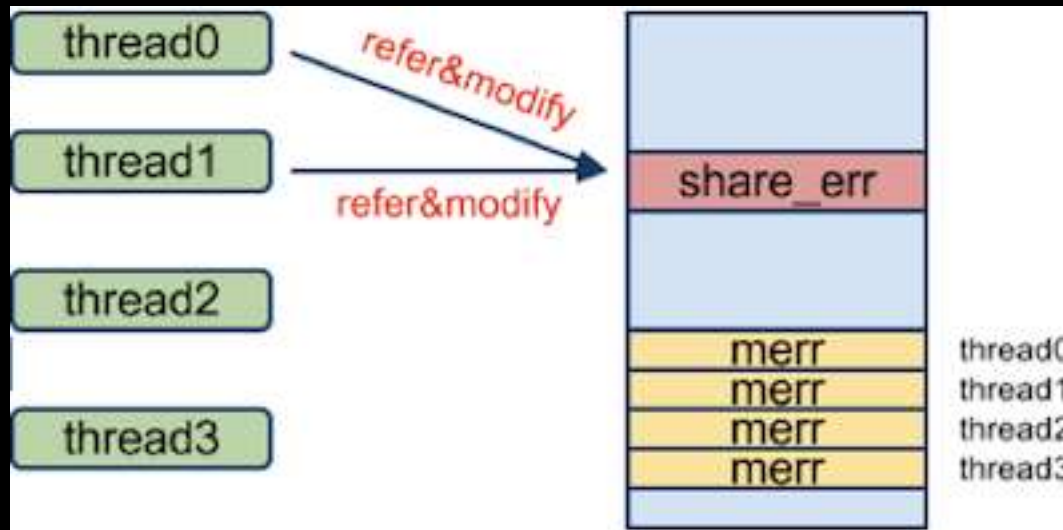 thread0
refer&modify
thread1
refer&modify
share_err
thread2
thread3
merr thread0
merr thread1
merr thread2
merr thread3